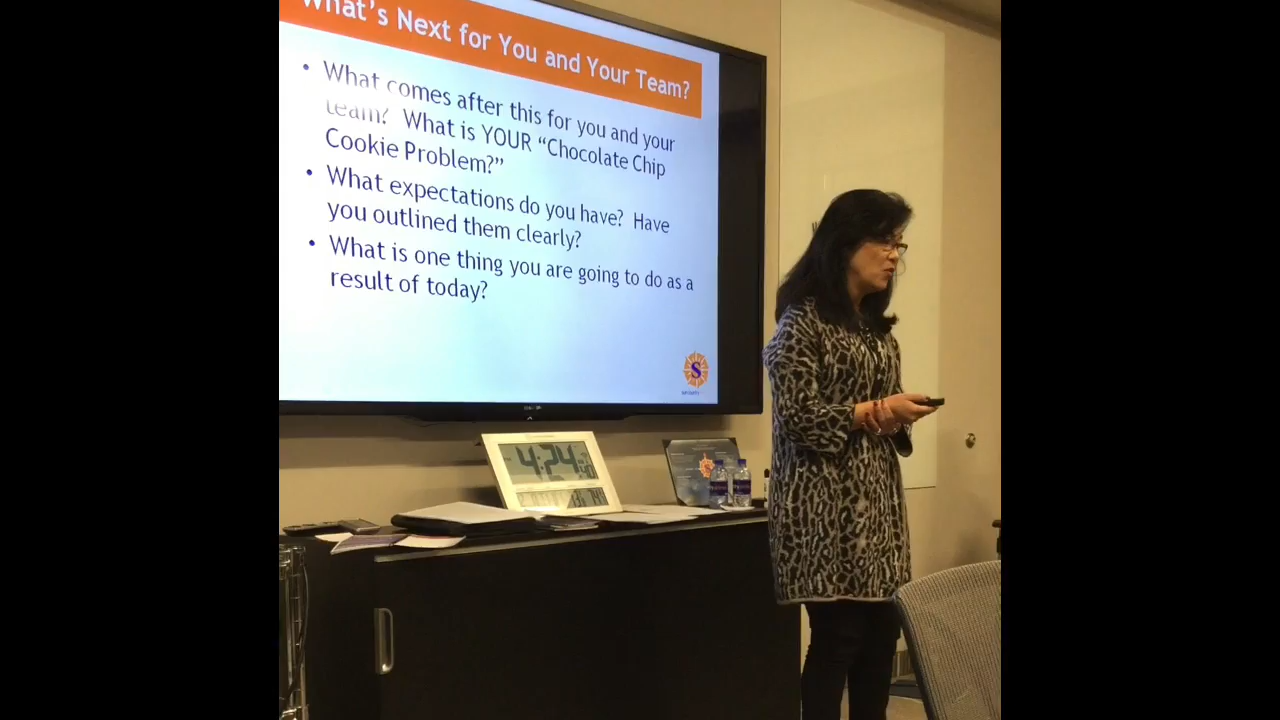 What's Next for You and Your Team?
• What comes after this for you and your
team? What is YOUR “Chocolate Chip
Cookie Problem?”
• What expectations do you have? Have
you outlined them clearly?
• What is one thing you are going to do as a
result of today?
S
4:24